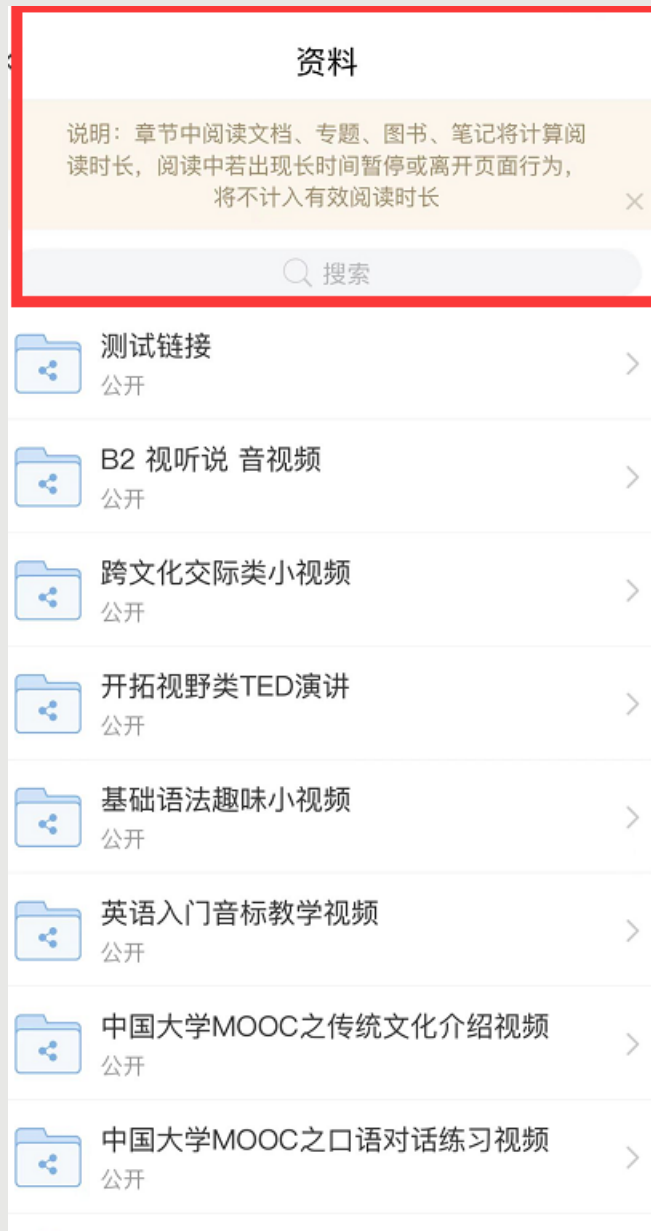 资料
说明：章节中阅读文档、专题、图书、笔记将计算阅
读时长，阅读中若出现长时间暂停或离开页面行为，
将不计入有效阅读时长
搜索
测试链接
公开
B2 视听说 音视频
公开
跨文化交际类小视频
公开
开拓视野类TED演讲
公开
基础语法趣味小视频
公开
英语入门音标教学视频
公开
中国大学MOOC之传统文化介绍视频
公开
中国大学MOOC之口语对话练习视频
公开